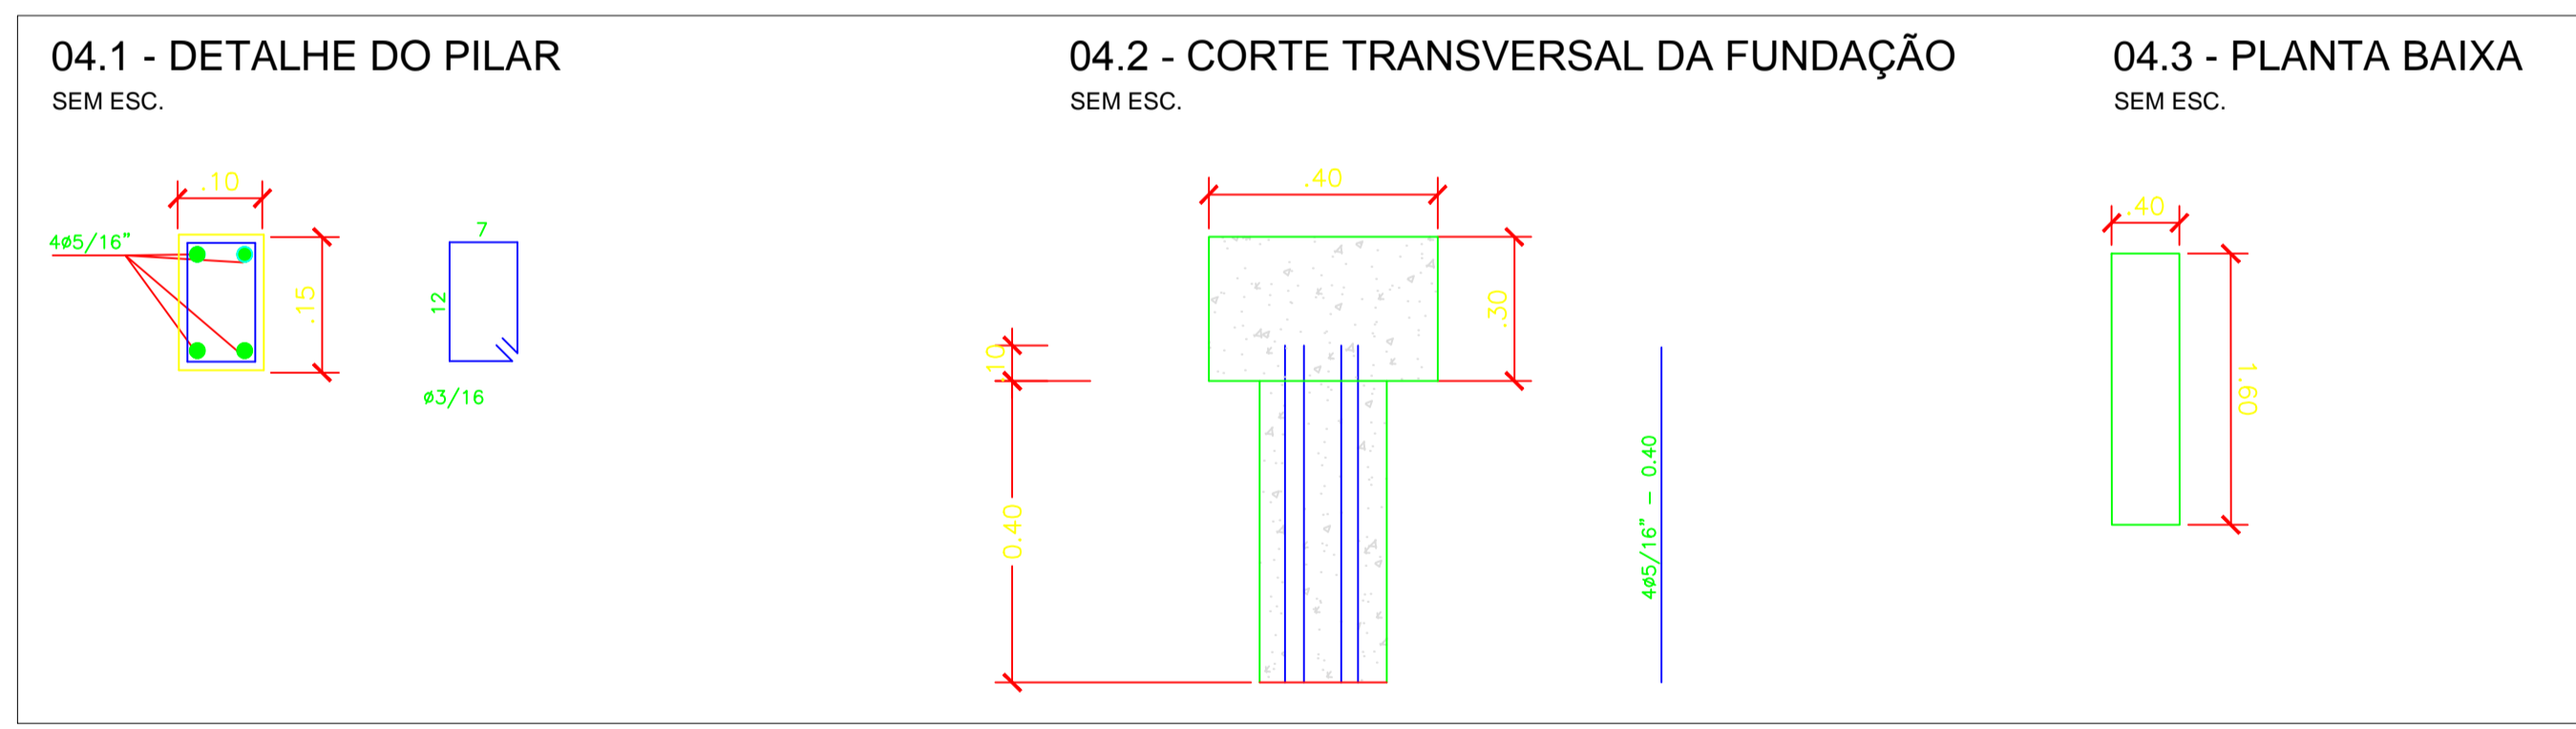 04.1 - DETALHE DO PILAR
SEM ESC.
.10
4ø5/16"
.15
7
12
ø3/16
04.2 - CORTE TRANSVERSAL DA FUNDAÇÃO
SEM ESC.
.40
.30
.10
0.40
4ø5/16" - 0.40
04.3 - PLANTA BAIXA
SEM ESC.
.40
1.60